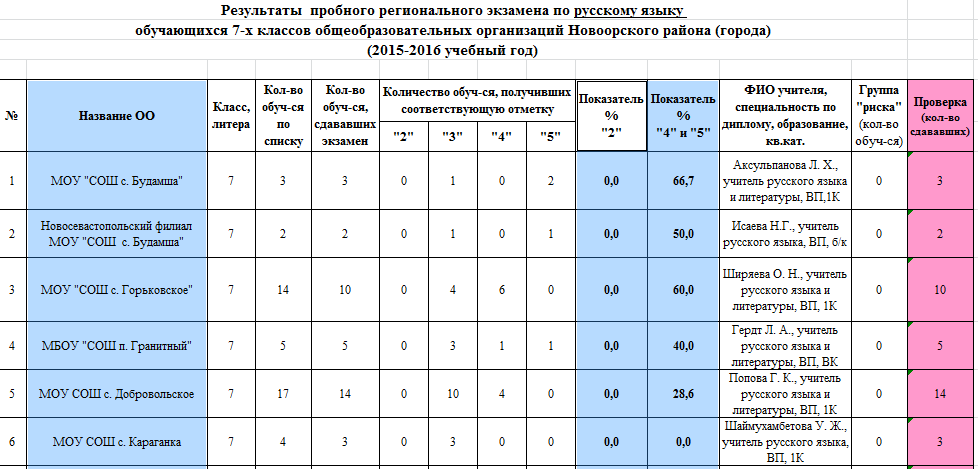 Результаты пробного регионального экзамена по русскому языку
обучающихся 7-х классов общеобразовательных организаций Новоорского района (города)
(2015-2016 учебный год)
№
Название ОО
Класс,
литера
Кол-во
обуч-ся
по
списку
Кол-во
обуч-ся,
сдававших
экзамен
Количество обуч-ся, получивших
соответствующую отметку
"2" "3" "4" "5"
Показатель
%
"2"
Показатель
%
"4" и "5"
ФИО учителя,
специальность по
диплому, образование,
кв.кат.
Группа
"риска"
(кол-во
обуч-ся)
Проверка
(кол-во
сдававших)
1 МОУ "СОШ с. Будамша" 7 3 3 0 1 0 2 0,0 66,7
Аксульпанова Л. Х.,
учитель русского языка
и литературы, ВП,1К
0 3
2
Новосевастопольский филиал
МОУ "СОШ с. Будамша"
7 2 2 0 1 0 1 0,0 50,0
Исаева Н.Г., учитель
русского языка, ВП, б/к
0 2
3 МОУ "СОШ с. Горьковское" 7 14 10 0 4 6 0 0,0 60,0
Ширяева О. Н., учитель
русского языка и
литературы, ВП, 1К
0 10
4 МБОУ "СОШ п. Гранитный" 7 5 5 0 3 1 1 0,0 40,0
Гердт Л. А., учитель
русского языка и
литературы, ВП, ВК
0 5
5 МОУ СОШ с. Добровольское 7 17 14 0 10 4 0 0,0 28,6
Попова Г. К., учитель
русского языка и
литературы, ВП, 1К
0 14
6 МОУ СОШ с. Караганка 7 4 3 0 3 0 0 0,0 0,0
Шаймухамбетова У. Ж.,
учитель русского языка,
ВП, 1К
0 3